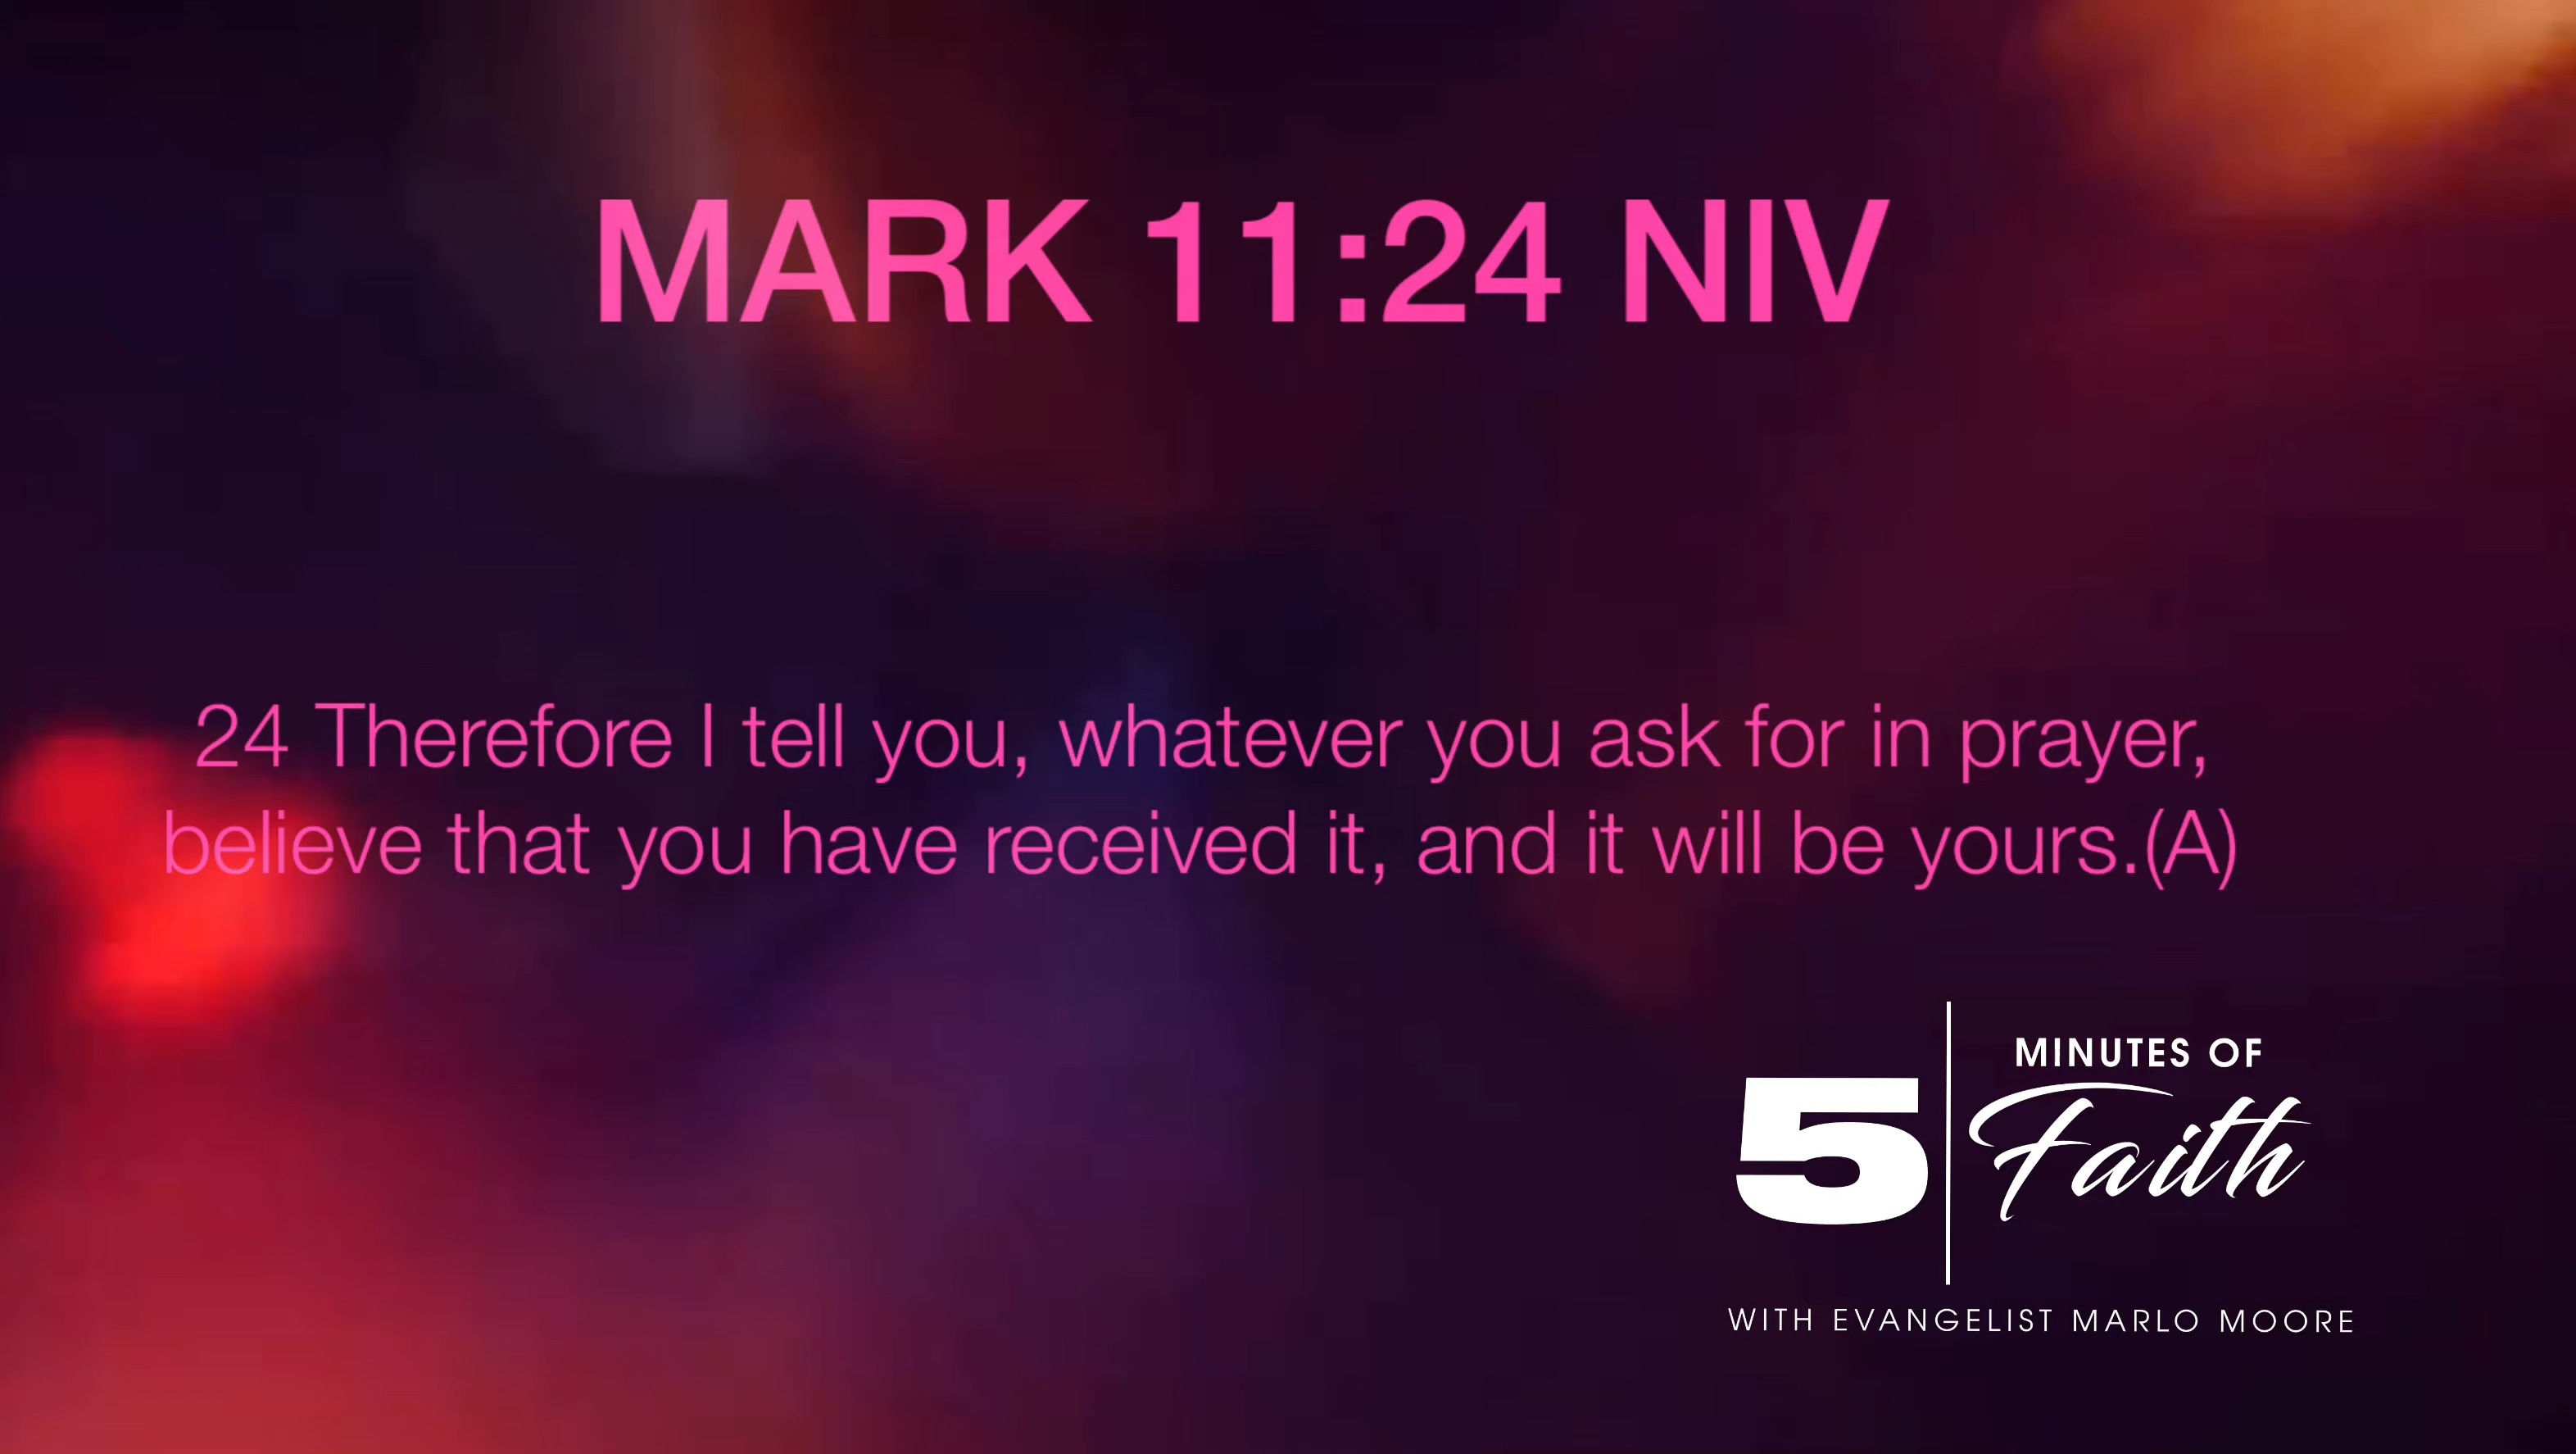 MARK 11:24 NIV
24 Therefore I tell you, whatever you ask for in prayer,
believe that you have received it, and it will be yours.(A)
5
MINUTES OF
Faith
WITH EVANGELIST MARLO MOORE